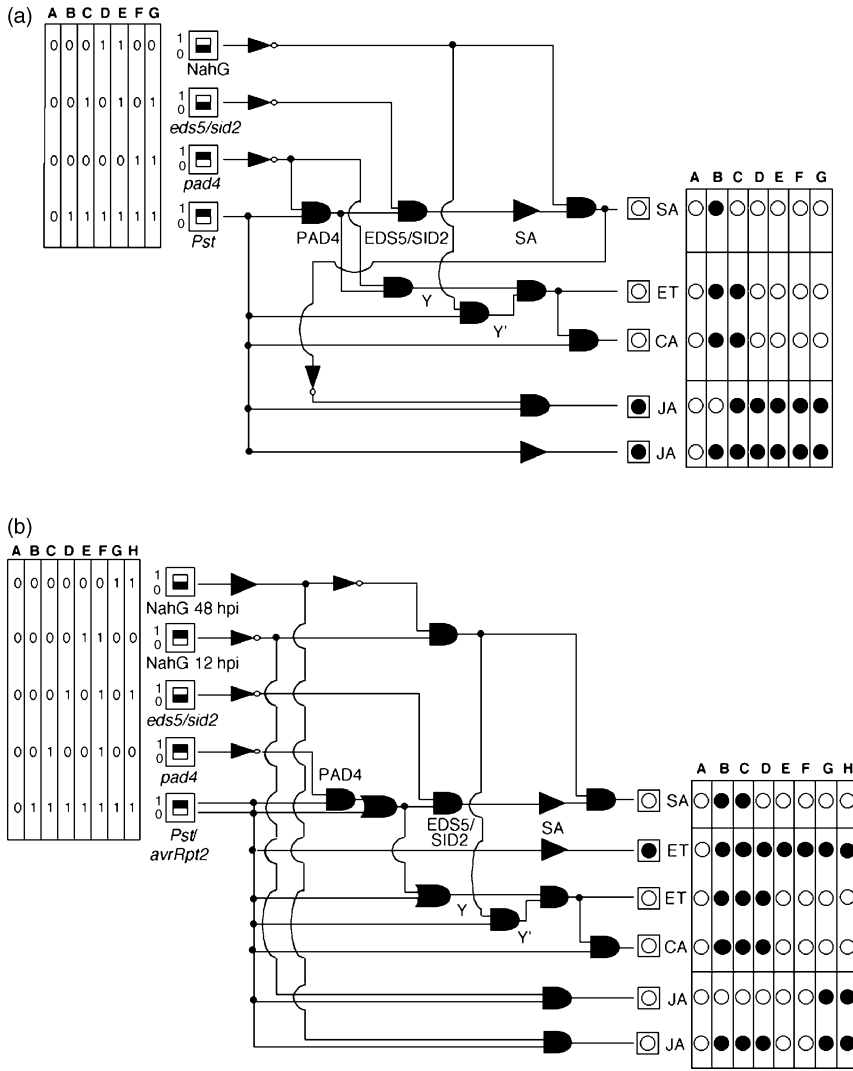 (a)
A B C D E F G
0 0 0 1 1 0 0
1
0
NahG
0 0 1 0 1 0 1
1
0
eds5/sid2
0 0 0 0 0 1 1
1
0
pad4
0 1 1 1 1 1 1
1
0
Pst
PAD4
EDS5/SID2
SA
Y
Y'
A B C D E F G
SA
ET
CA
JA
JA
(b)
A B C D E F G H
0 0 0 0 0 0 1 1
1
0
NahG 48 hpi
0 0 0 0 1 1 0 0
1
0
NahG 12 hpi
0 0 0 1 0 1 0 1
1
0
eds5/sid2
0 0 1 0 0 1 0 0
1
0
pad4
0 1 1 1 1 1 1 1
1
0
Pst/
avrRpt2
PAD4
EDS5/
SID2
SA
Y
Y'
A B C D E F G H
SA
ET
ET
CA
JA
JA